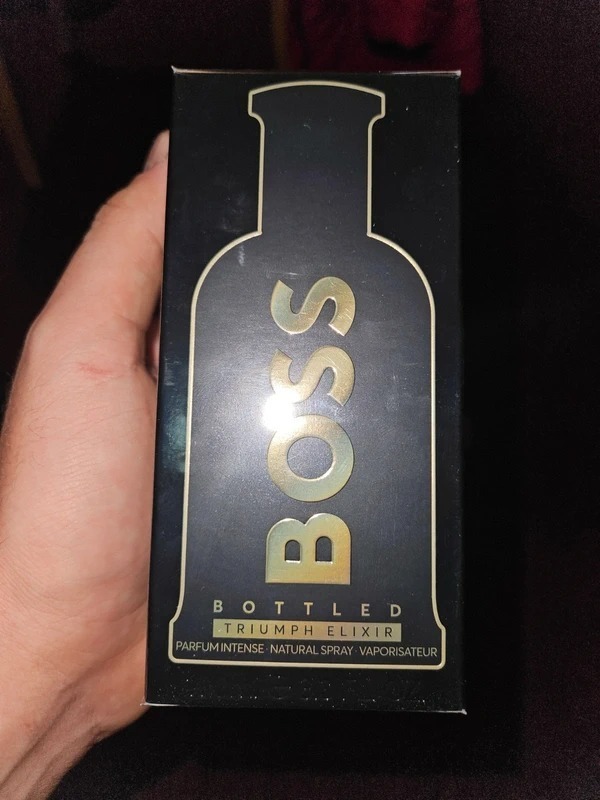 BOSS
BOTTLED
TRIUMPH ELIXIR
PARFUM INTENSE · NATURAL SPRAY · VAPORISATEUR